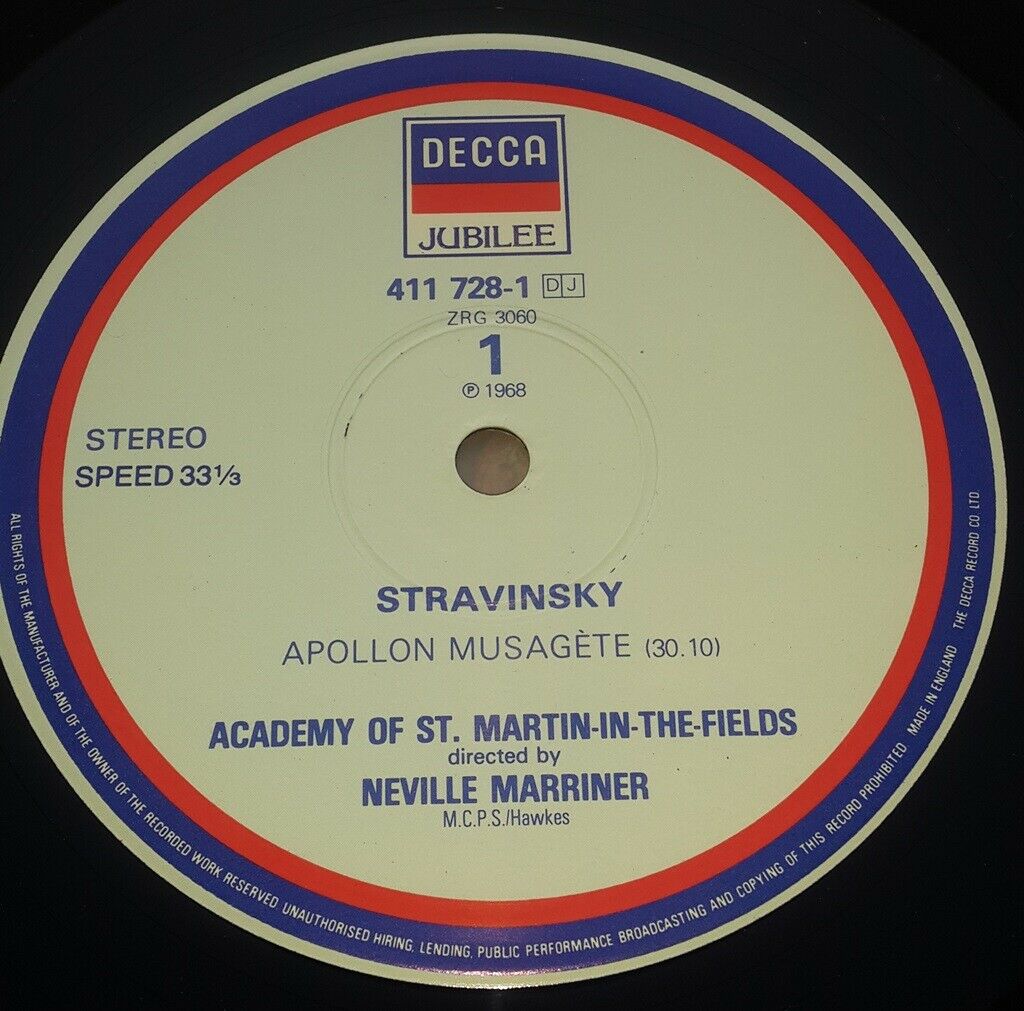 DECCA
JUBILEE
411 728-1 DJ
ZRG 3060
1
℗ 1968
STEREO
SPEED 33⅓
STRAVINSKY
APOLLON MUSAGÈTE (30.10)
ACADEMY OF ST. MARTIN-IN-THE-FIELDS
directed by
NEVILLE MARRINER
M.C.P.S./Hawkes
ALL RIGHTS OF THE MANUFACTURER AND OF THE OWNER OF THE RECORDED WORK RESERVED UNAUTHORISED HIRING, LENDING, PUBLIC PERFORMANCE BROADCASTING AND COPYING OF THIS RECORD PROHIBITED MADE IN ENGLAND THE DECCA RECORD CO LTD